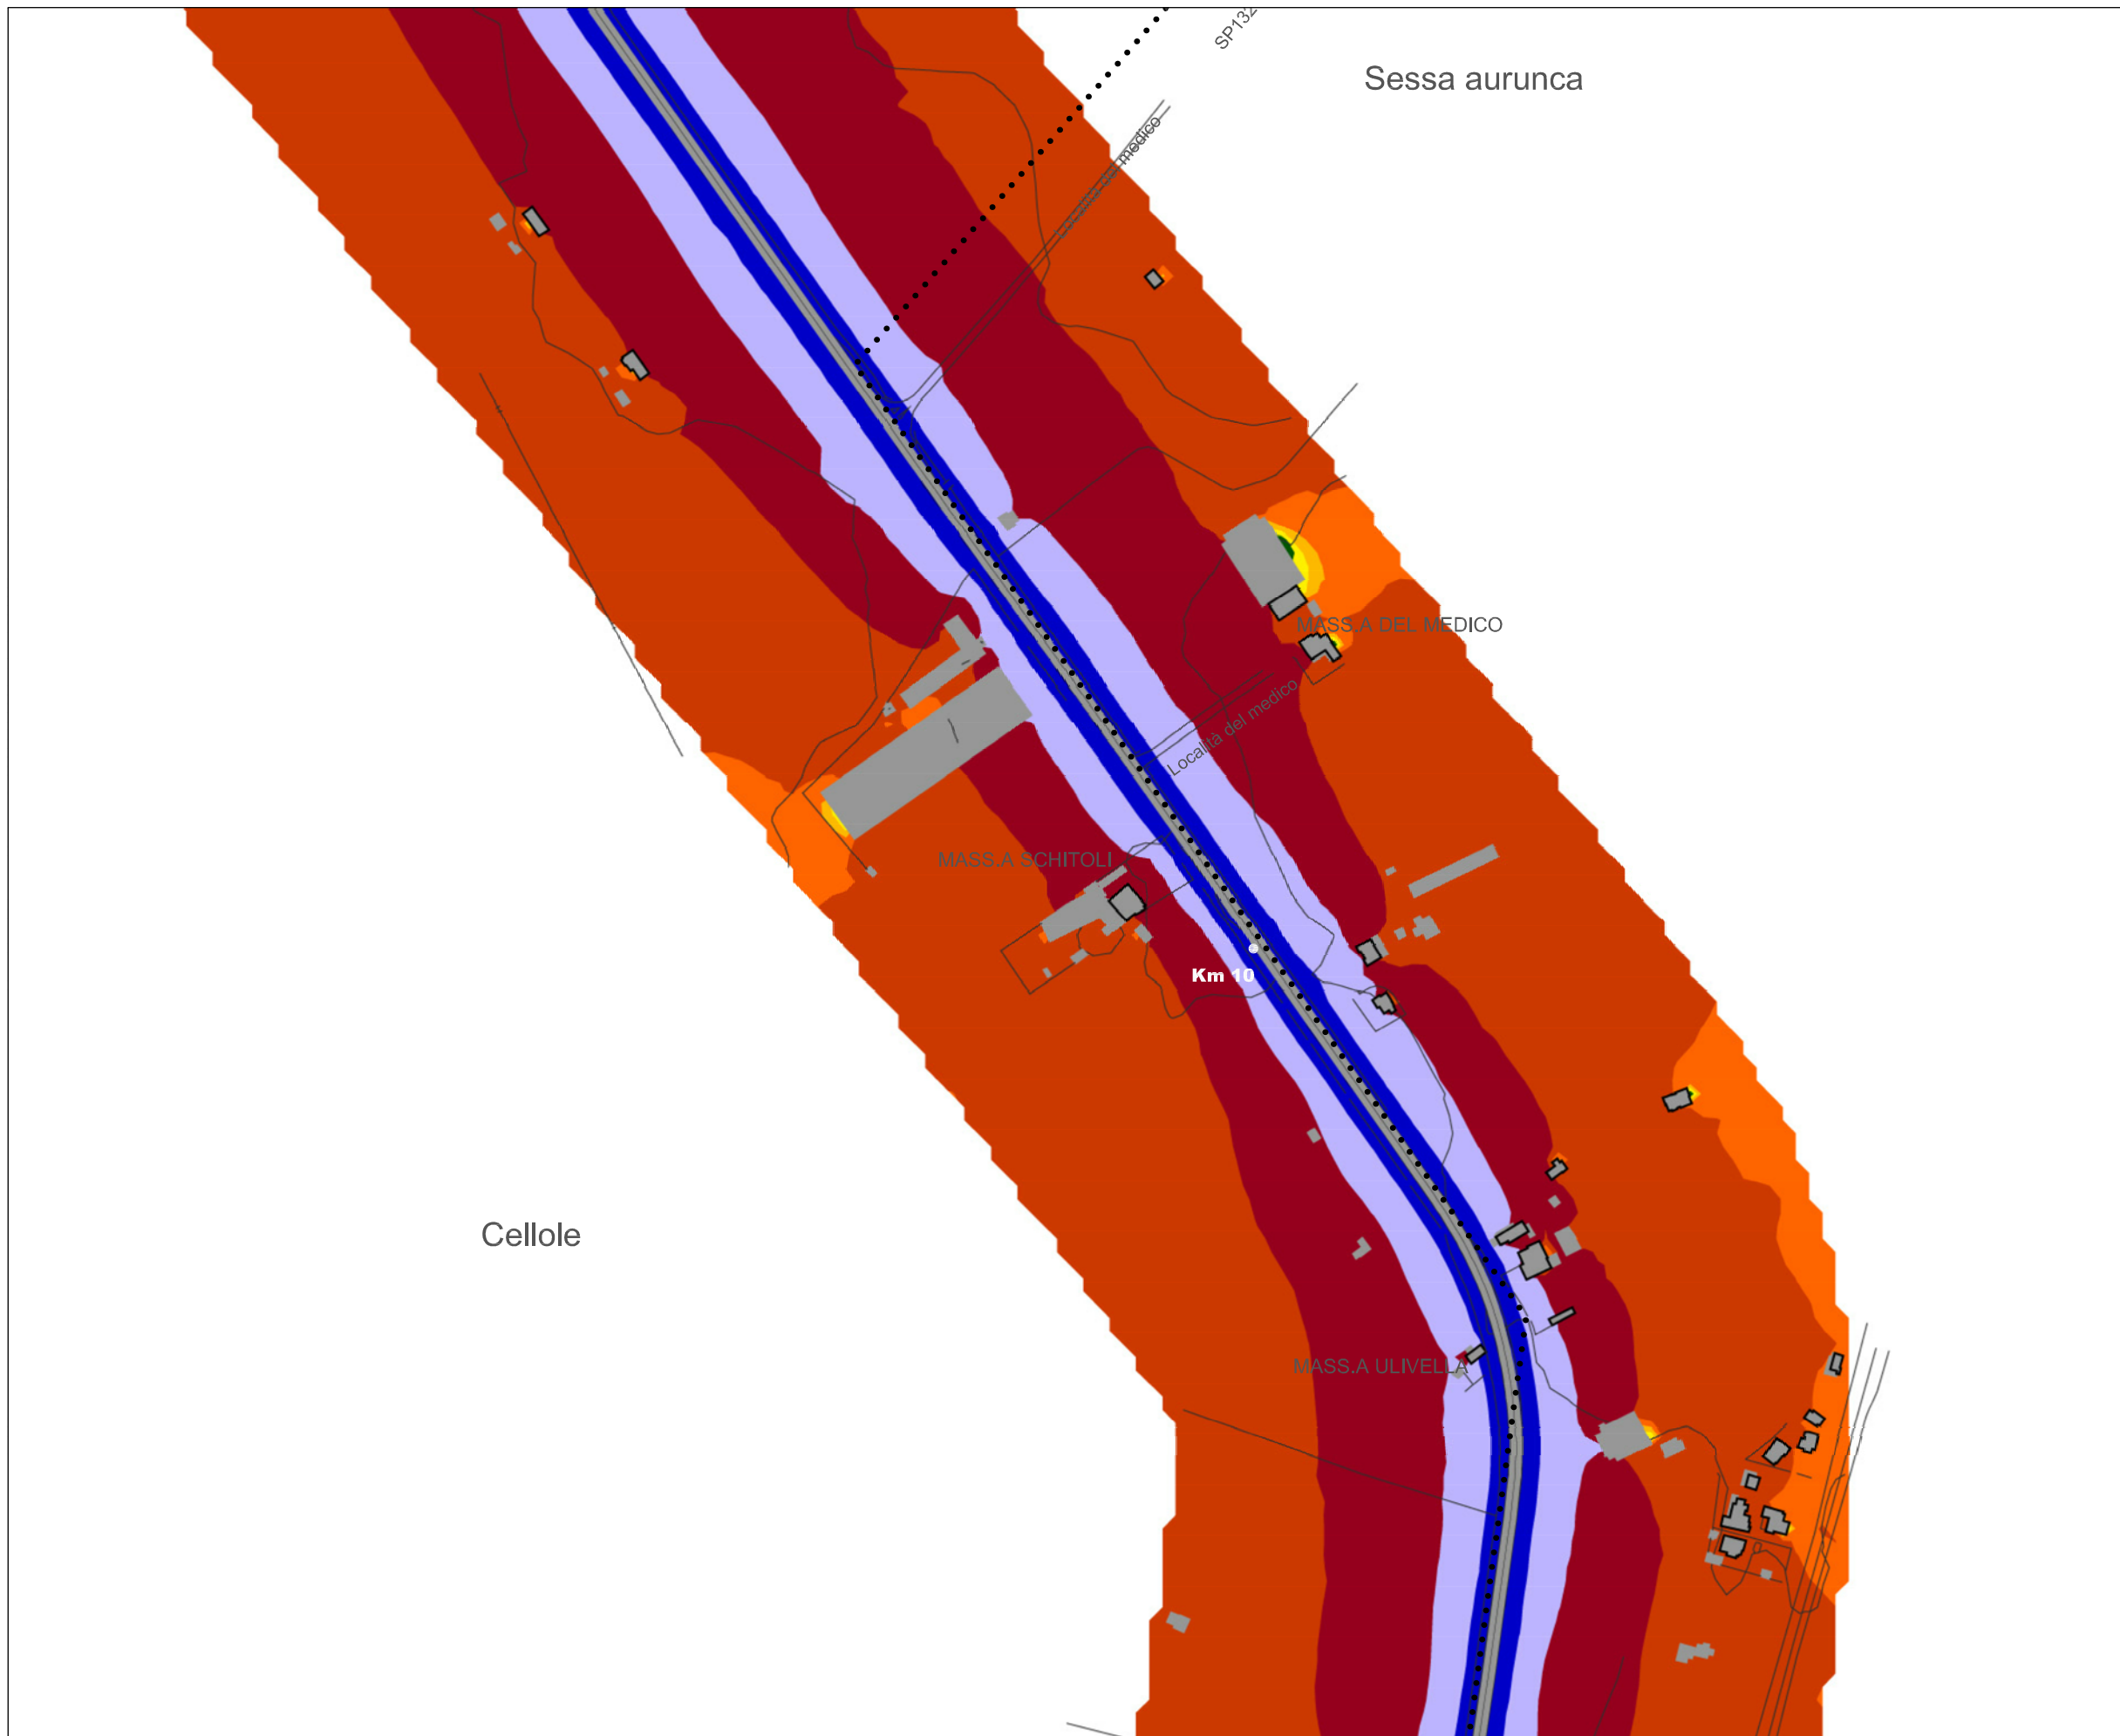 SP132
Sessa aurunca
medico
MASS.A DEL MEDICO
Località del medico
MASS.A SCHITOLI
Km 10
Cellole
MASS.A ULIVELLA